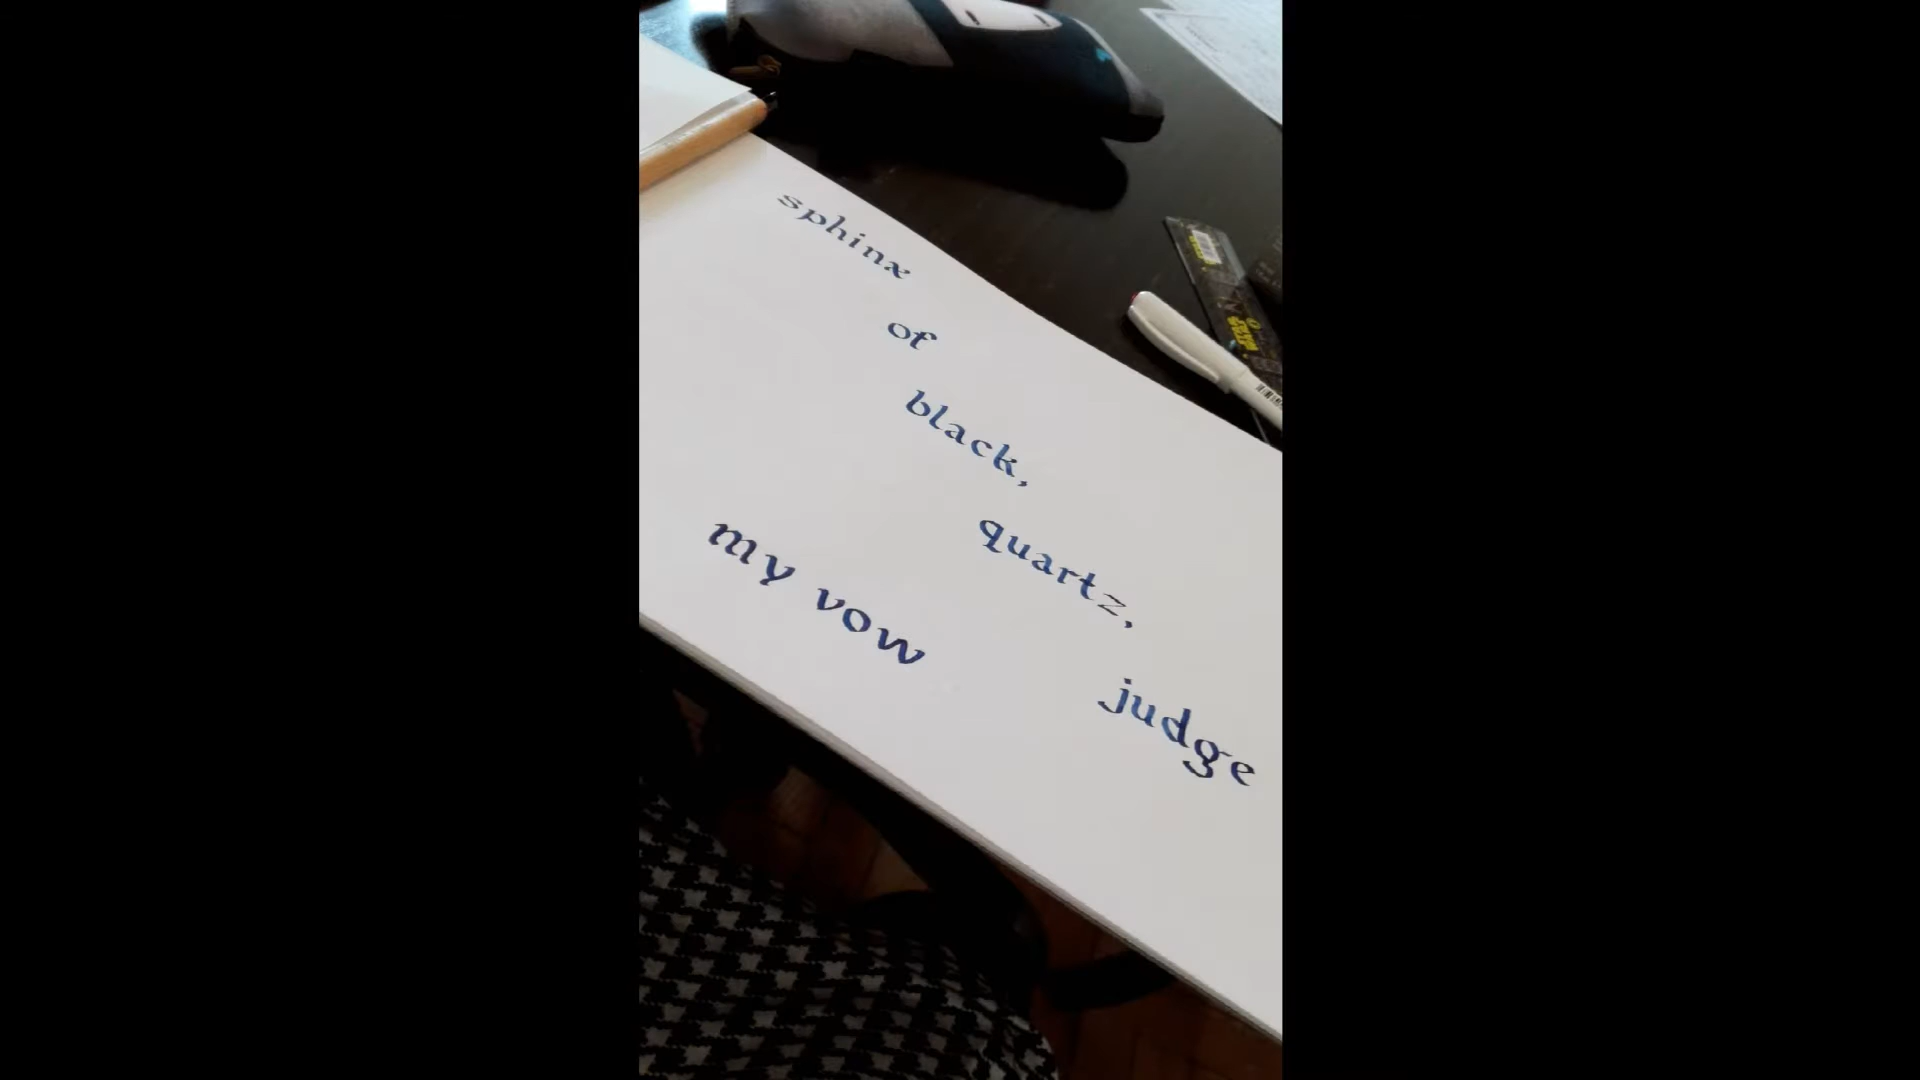 sphinx
of
black,
quartz,
judge
my vow